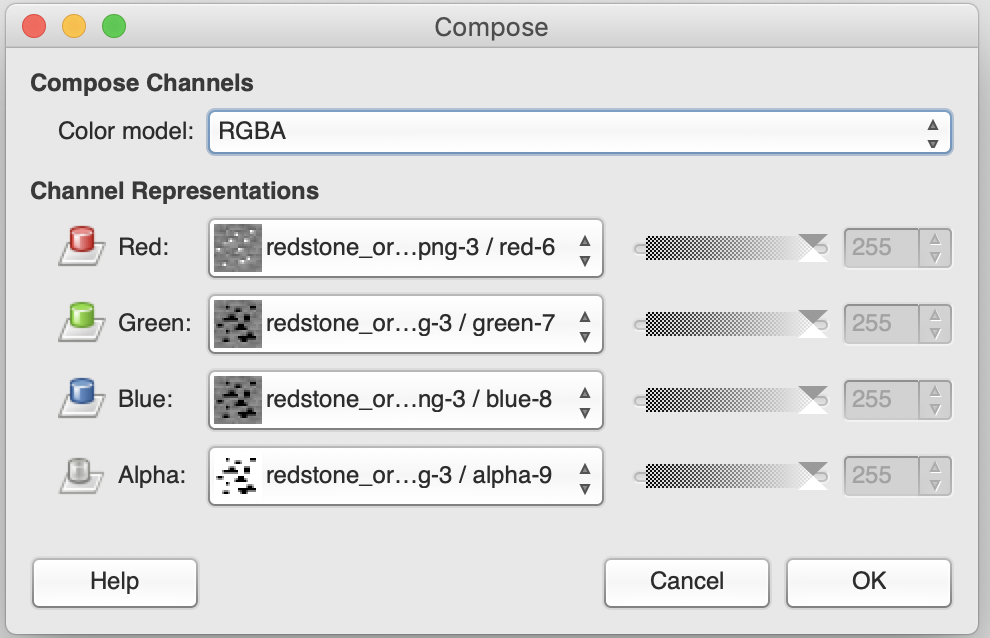 Compose
Compose Channels
Color model: RGBA
Channel Representations
Red: redstone_or…png-3 / red-6 255
Green: redstone_or…g-3 / green-7 255
Blue: redstone_or…ng-3 / blue-8 255
Alpha: redstone_or…g-3 / alpha-9 255
Help Cancel OK